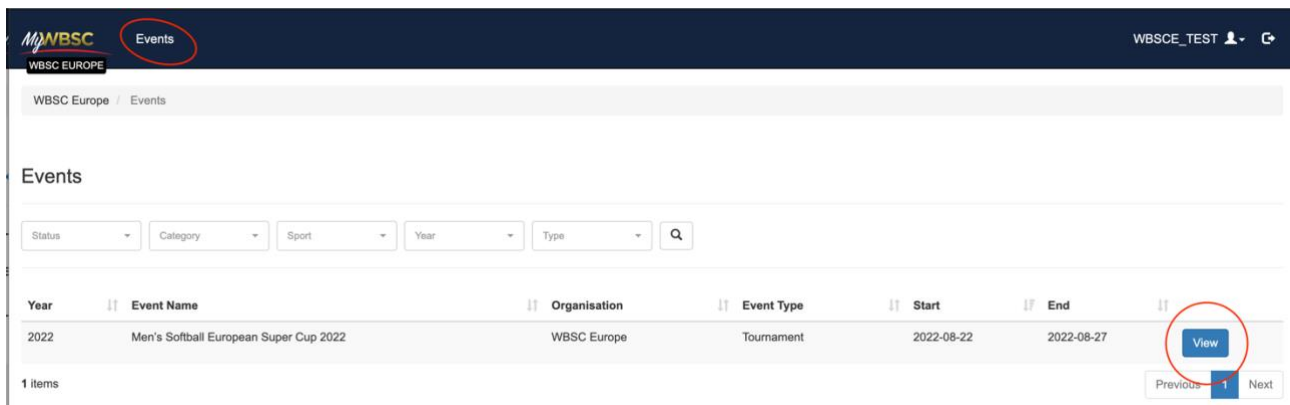 MyWBSC Events WBSCE_TEST
WBSC EUROPE
WBSC Europe / Events
Events
Status Category Sport Year Type
Year Event Name Organisation Event Type Start End
2022 Men's Softball European Super Cup 2022 WBSC Europe Tournament 2022-08-22 2022-08-27 View
1 items Previous 1 Next